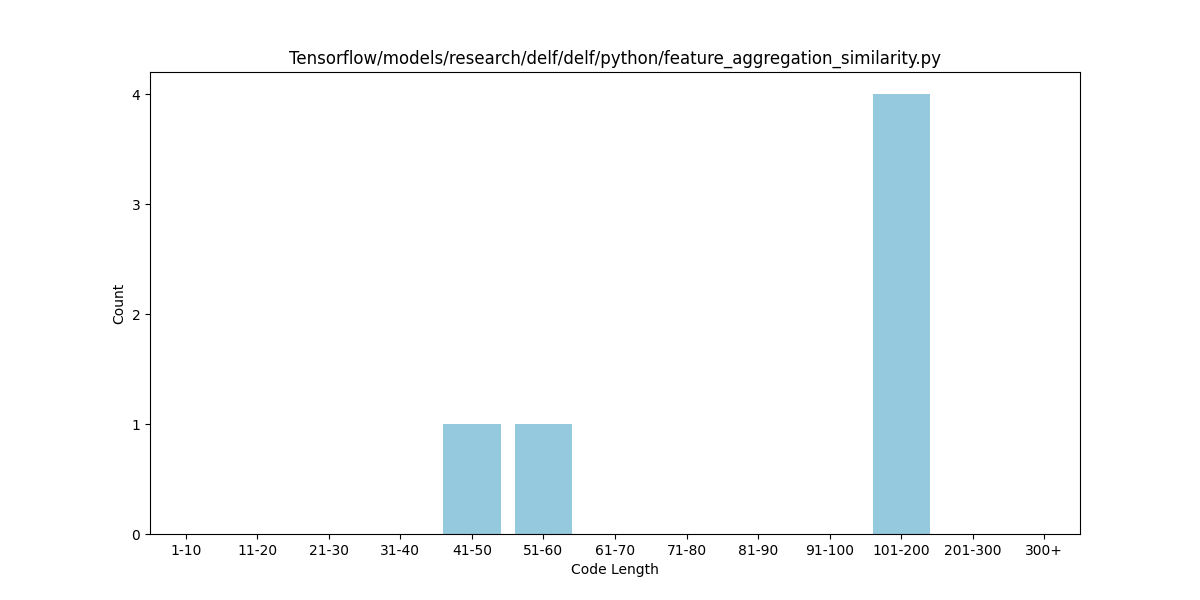 Tensorflow/models/research/delf/delf/python/feature_aggregation_similarity.py
4
3
2
1
0
Count
1-10 11-20 21-30 31-40 41-50 51-60 61-70 71-80 81-90 91-100 101-200 201-300 300+
Code Length